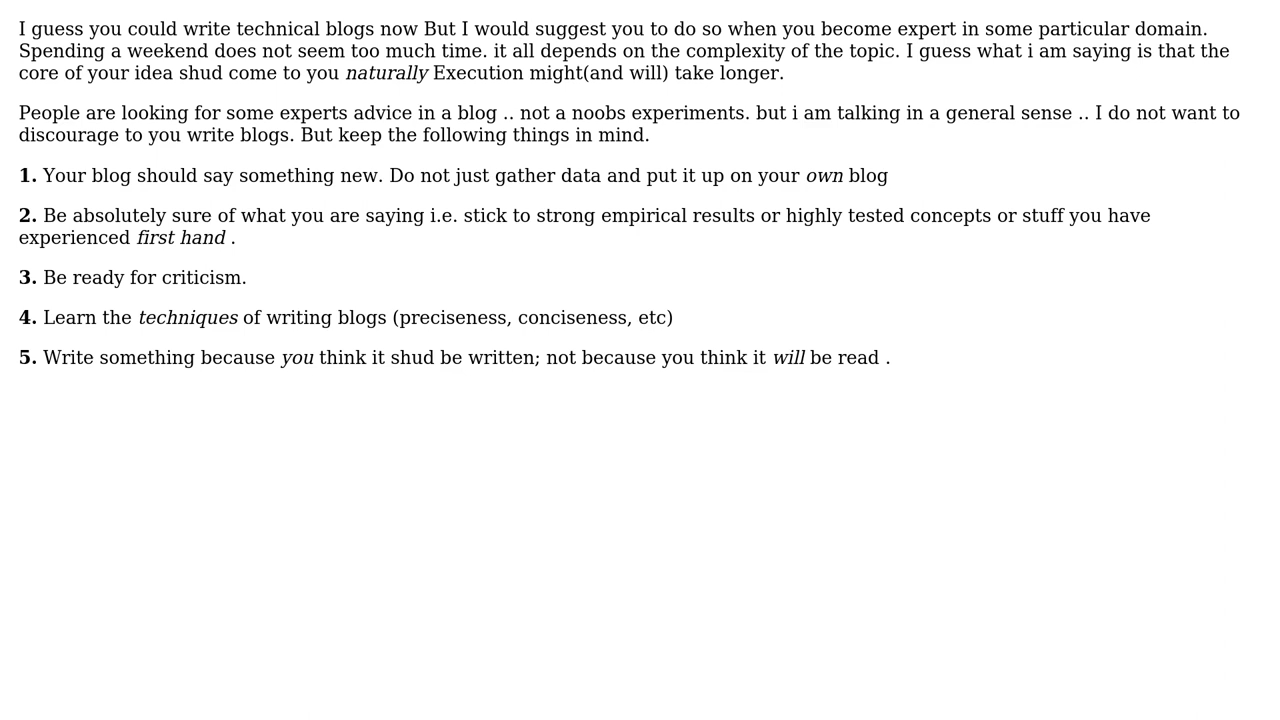 I guess you could write technical blogs now But I would suggest you to do so when you become expert in some particular domain.
Spending a weekend does not seem too much time. it all depends on the complexity of the topic. I guess what i am saying is that the
core of your idea shud come to you naturally Execution might(and will) take longer.
People are looking for some experts advice in a blog .. not a noobs experiments. but i am talking in a general sense .. I do not want to
discourage to you write blogs. But keep the following things in mind.
1. Your blog should say something new. Do not just gather data and put it up on your own blog
2. Be absolutely sure of what you are saying i.e. stick to strong empirical results or highly tested concepts or stuff you have
experienced first hand .
3. Be ready for criticism.
4. Learn the techniques of writing blogs (preciseness, conciseness, etc)
5. Write something because you think it shud be written; not because you think it will be read .